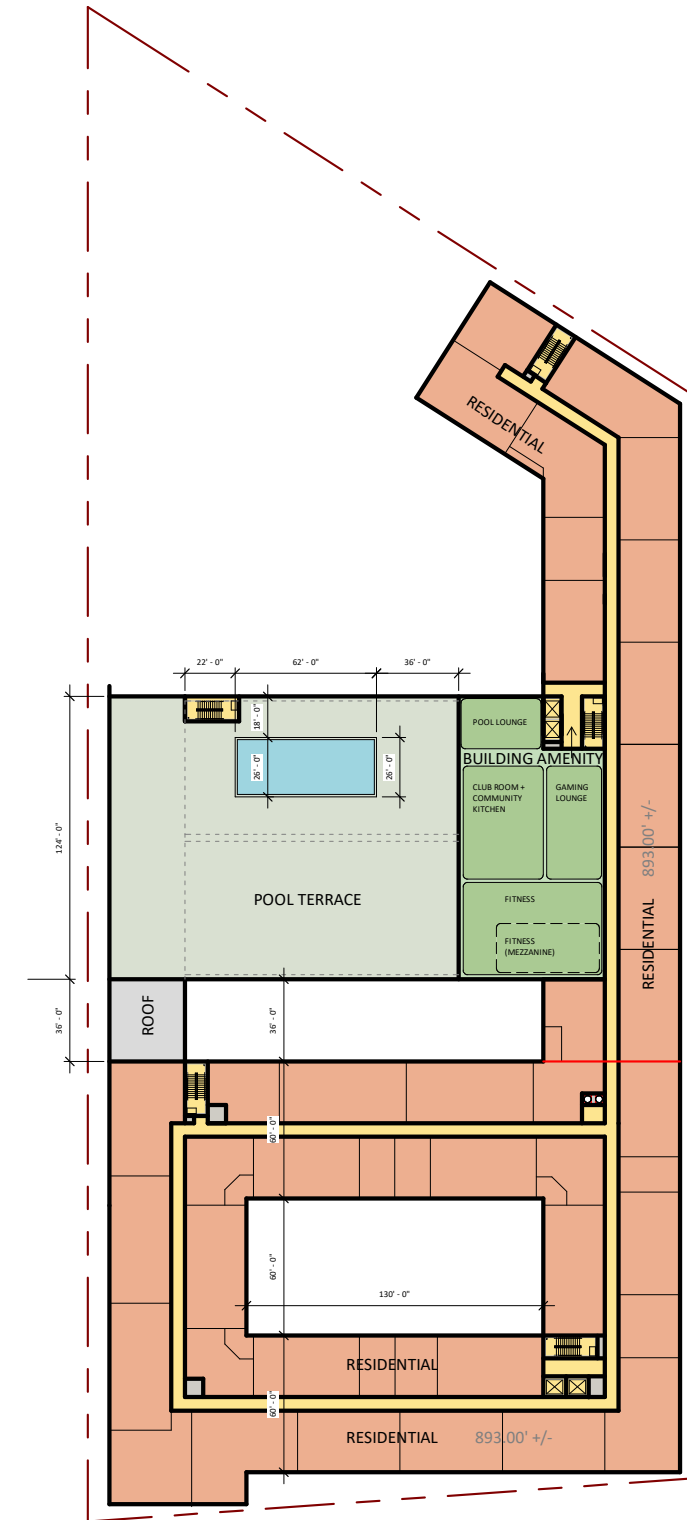 RESIDENTIAL
22' - 0"
62' - 0"
36' - 0"
18' - 0"
26' - 0"
26' - 0"
124' - 0"
POOL LOUNGE
BUILDING AMENITY
CLUB ROOM +
COMMUNITY
KITCHEN
GAMING
LOUNGE
893.00' +/-
RESIDENTIAL
POOL TERRACE
FITNESS
FITNESS
(MEZZANINE)
36' - 0"
ROOF
36' - 0"
60' - 0"
60' - 0"
130' - 0"
RESIDENTIAL
60' - 0"
RESIDENTIAL
893.00' +/-